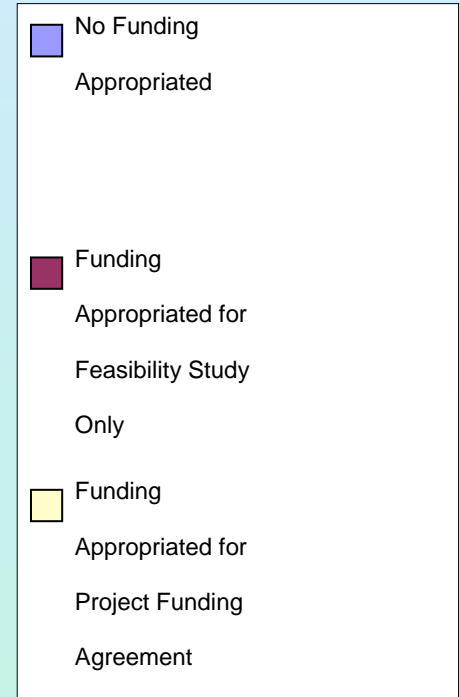 No Funding
Appropriated
Funding
Appropriated for
Feasibility Study
Only
Funding
Appropriated for
Project Funding
Agreement